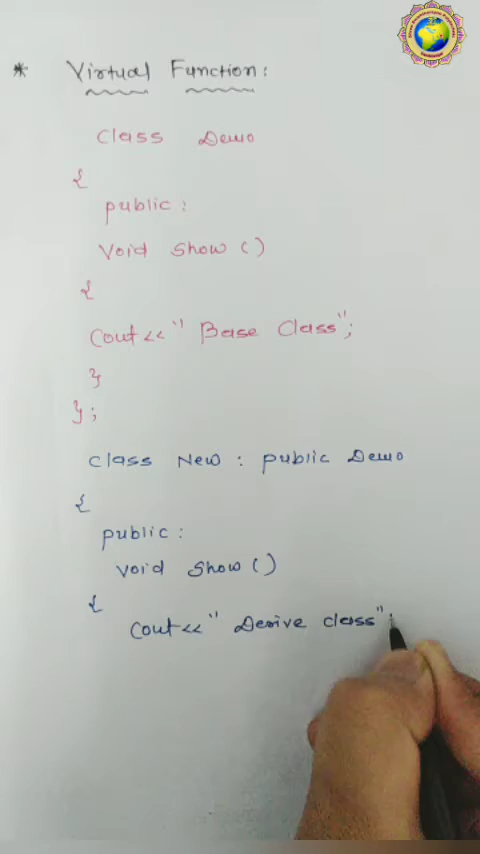 * Virtual Function:
Class Demo
{
public:
Void Show ()
{
Cout<<" Base Class";
}
};
class New : public Demo
{
public:
Void Show ()
{
Cout<<" Derive class";